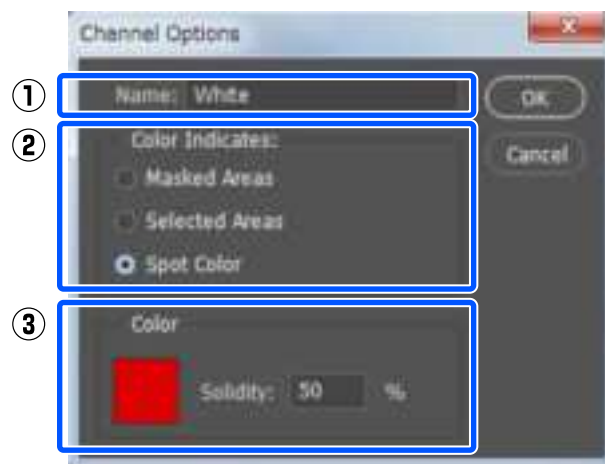 Channel Options
① Name: White
OK
② Color Indicates:
Cancel
Masked Areas
Selected Areas
Spot Color
③ Color
Solidity: 50 %